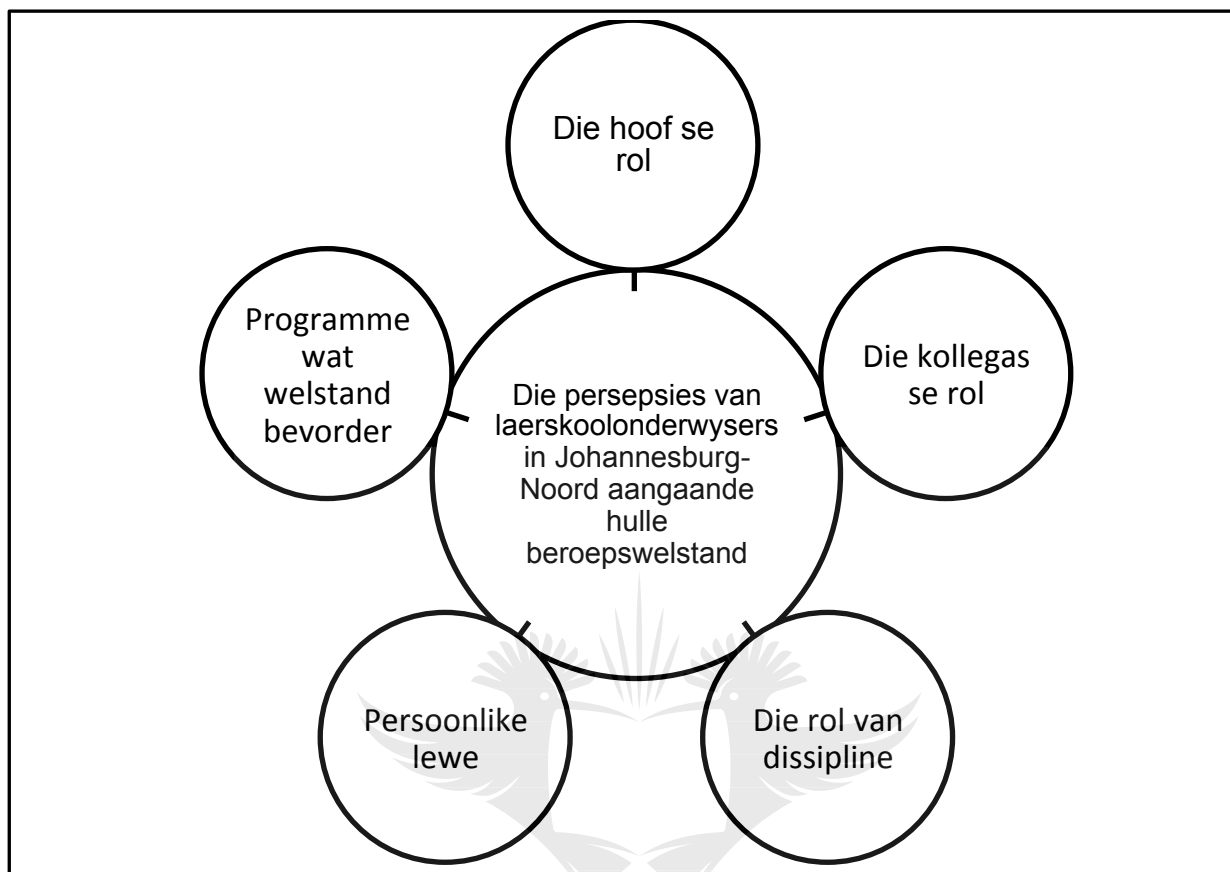 Die hoof se
rol
Programme
wat
welstand
bevorder
Die kollegas
se rol
Die persepsies van
laerskoolonderwysers
in Johannesburg-
Noord aangaande
hulle
beroepswelstand
Persoonlike
lewe
Die rol van
dissipline